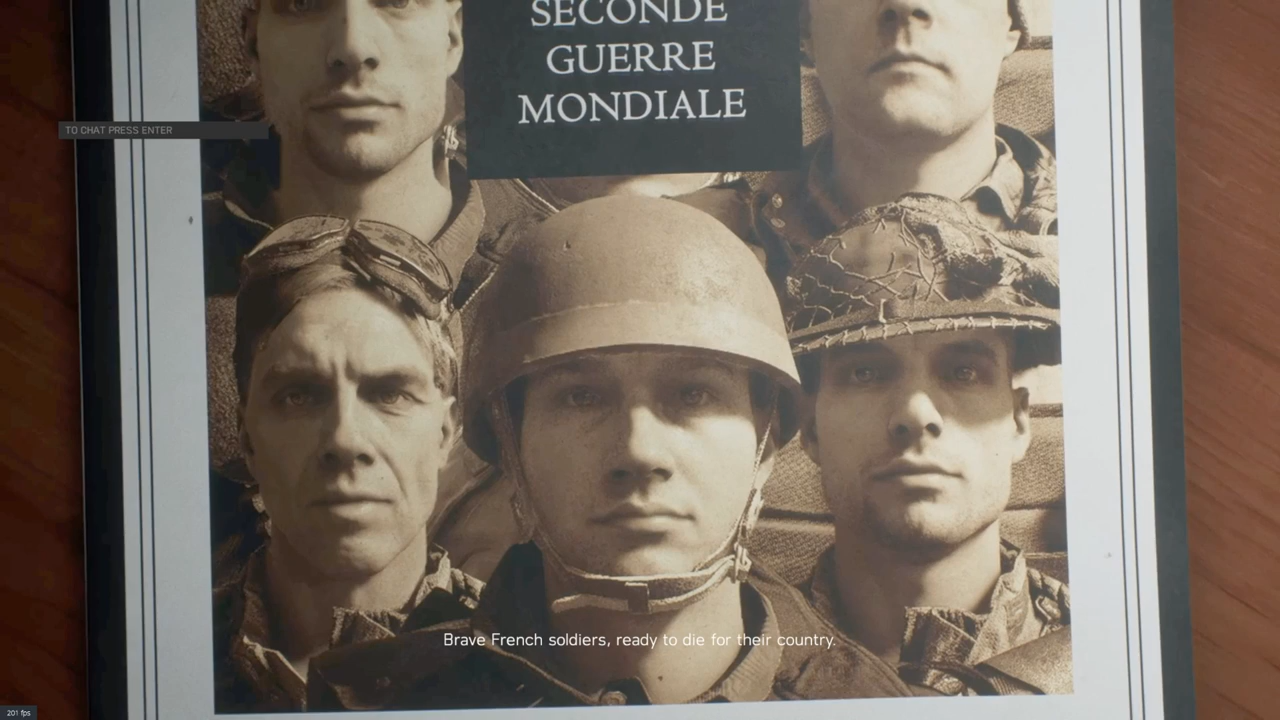 SECONDE
GUERRE
MONDIALE
TO CHAT PRESS ENTER
Brave French soldiers, ready to die for their country.
201 fps